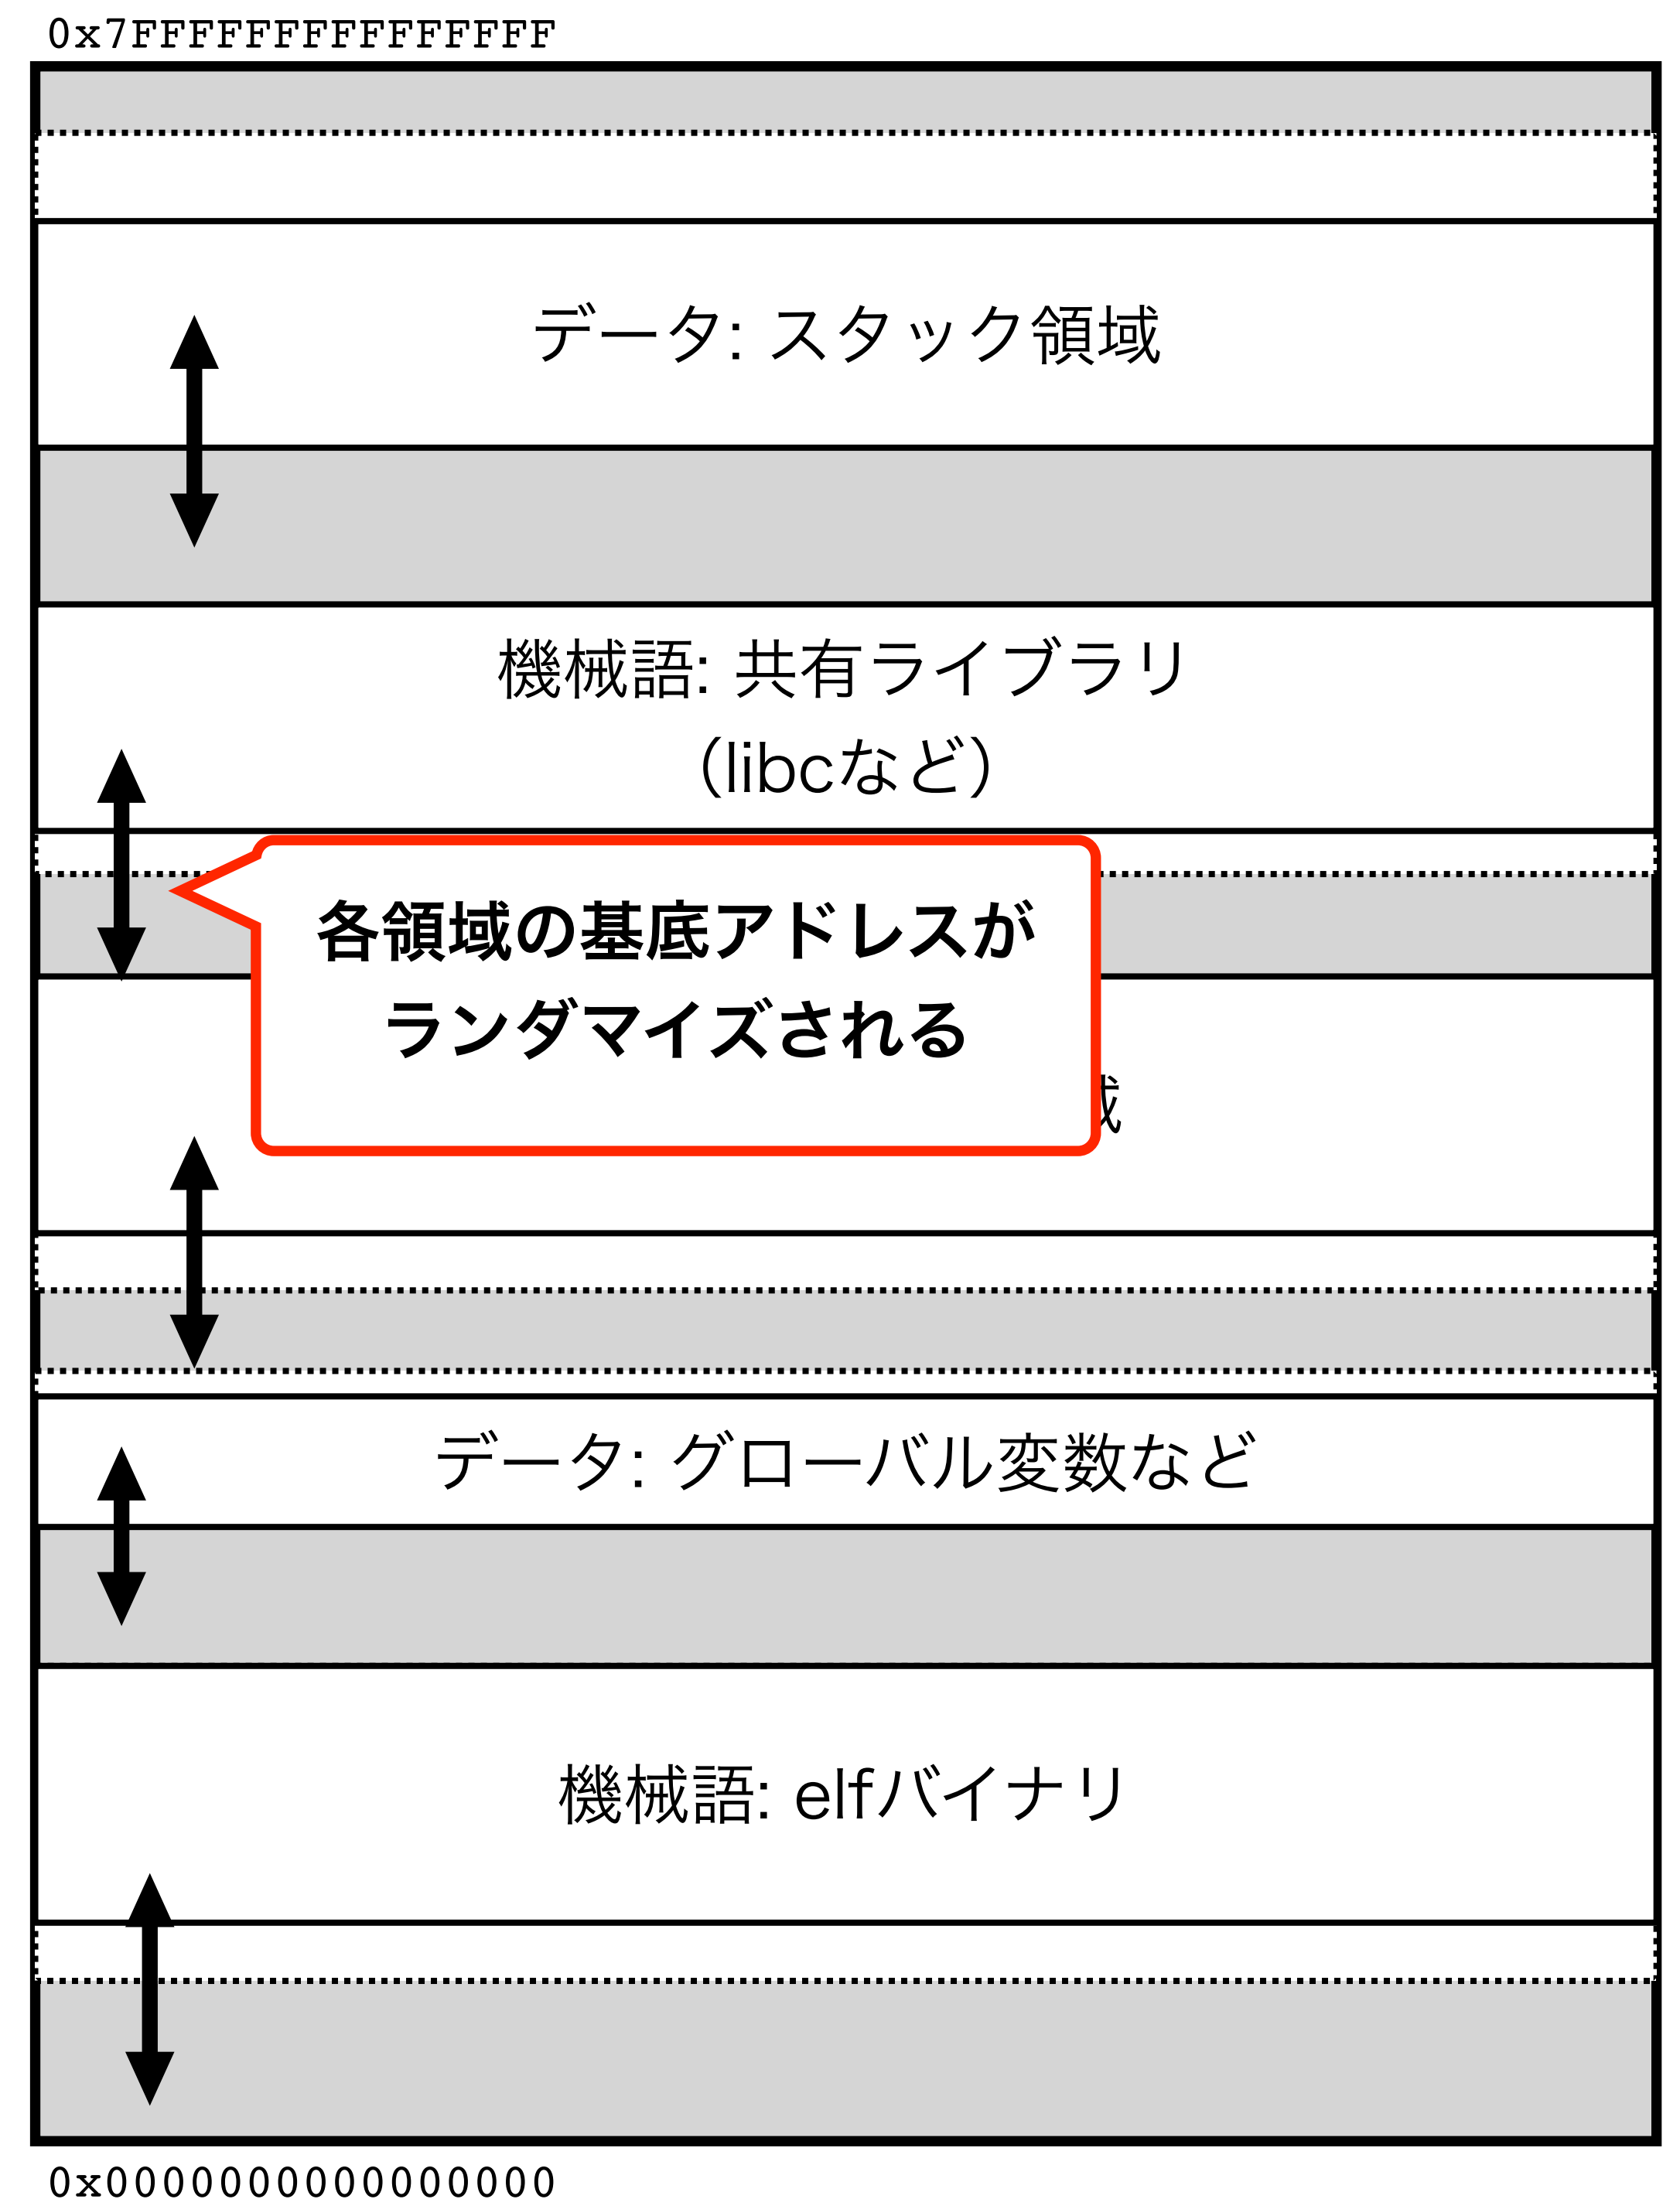 0x7FFFFFFFFFFFFFFF
データ: スタック領域
機械語: 共有ライブラリ
（libcなど）
各領域の基底アドレスが
ランダマイズされる
データ: グローバル変数など
機械語: elfバイナリ
0x0000000000000000